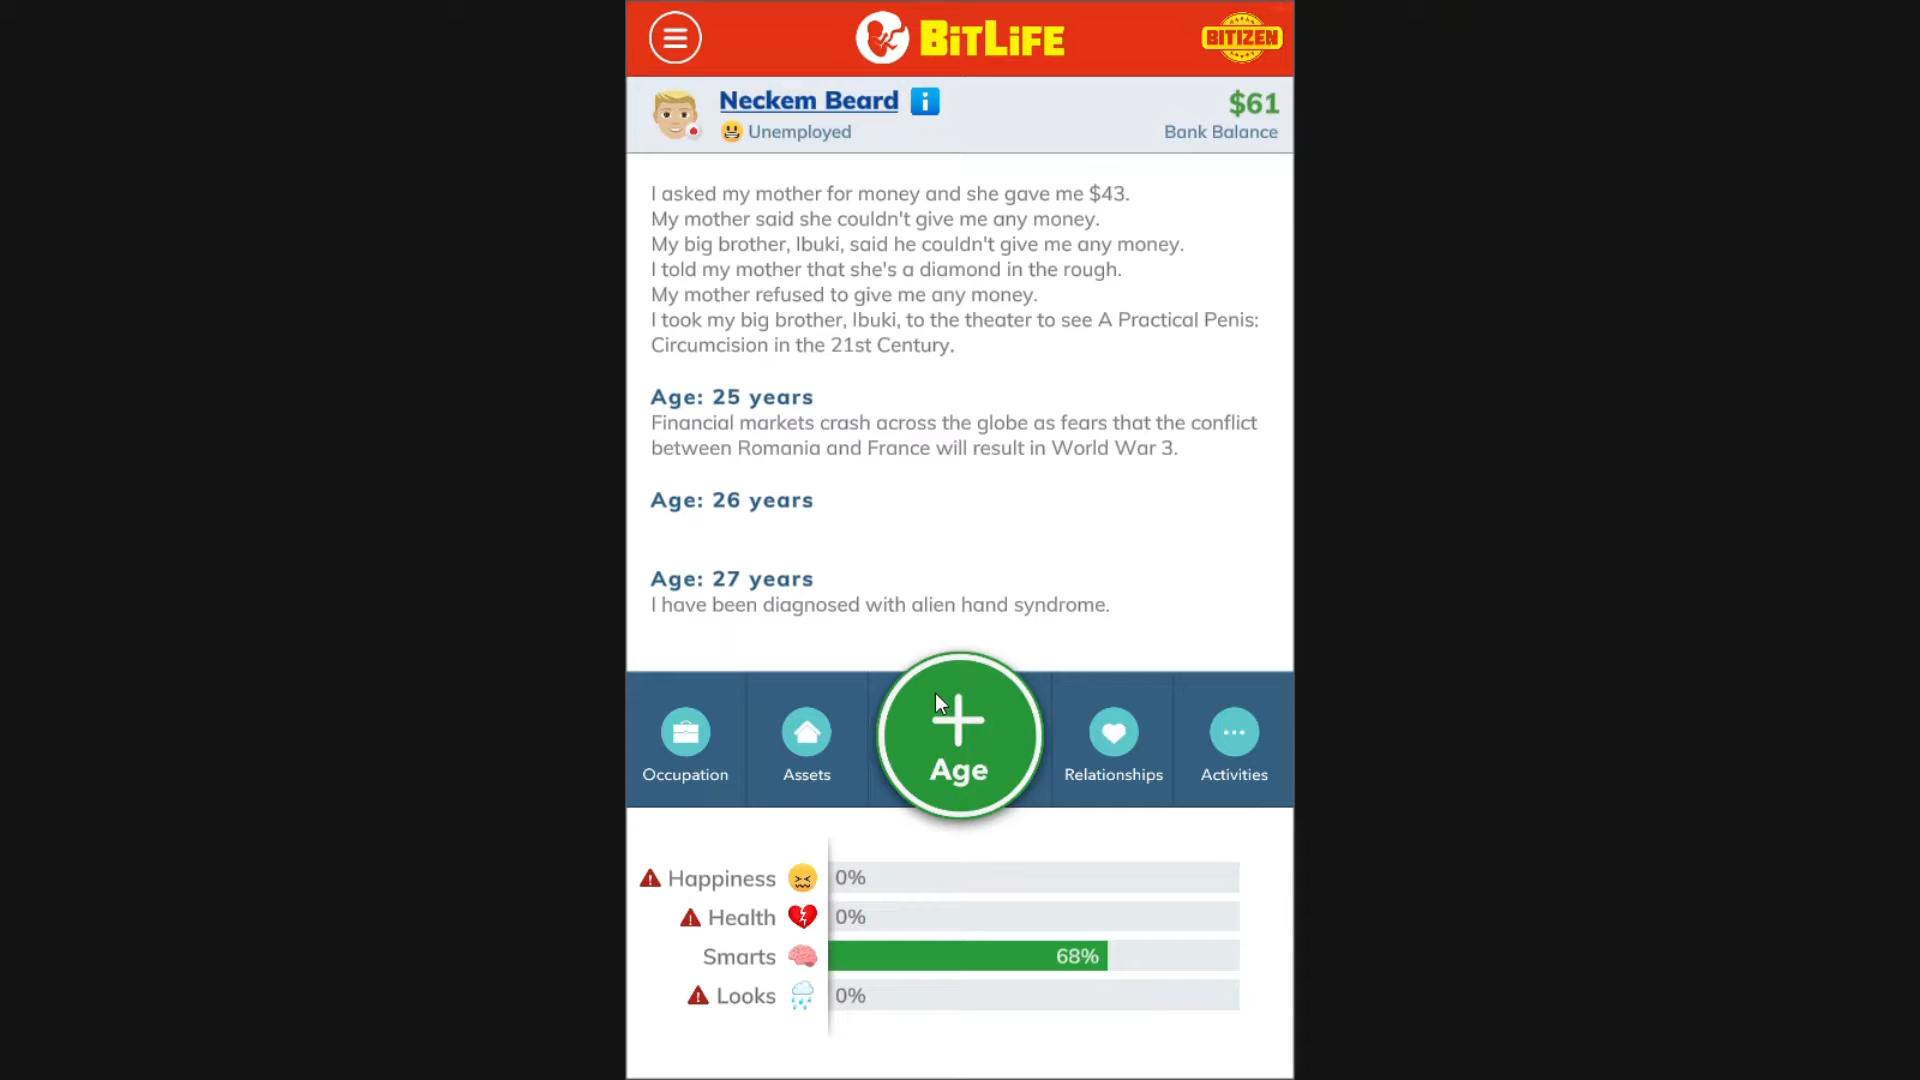 BiTLiFE
BITIZEN
Neckem Beard
$61
Unemployed
Bank Balance
I asked my mother for money and she gave me $43.
My mother said she couldn't give me any money.
My big brother, Ibuki, said he couldn't give me any money.
I told my mother that she's a diamond in the rough.
My mother refused to give me any money.
I took my big brother, Ibuki, to the theater to see A Practical Penis:
Circumcision in the 21st Century.
Age: 25 years
Financial markets crash across the globe as fears that the conflict
between Romania and France will result in World War 3.
Age: 26 years
Age: 27 years
I have been diagnosed with alien hand syndrome.
Occupation
Assets
Age
Relationships
Activities
Happiness 0%
Health 0%
Smarts 68%
Looks 0%